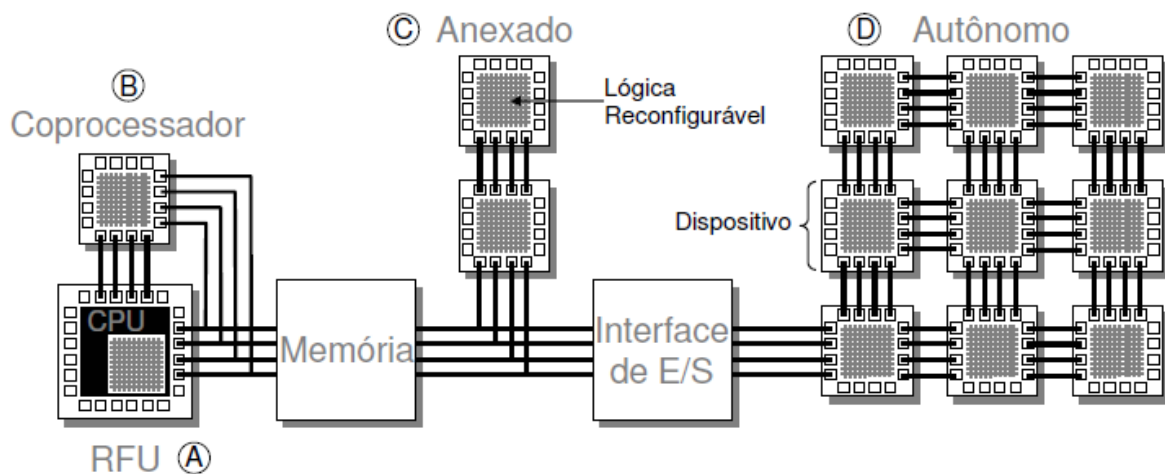 Ⓒ Anexado
Ⓓ Autônomo
Ⓑ
Coprocessador
Lógica
Reconfigurável
Dispositivo
CPU
Memória
Interface
de E/S
RFU Ⓐ